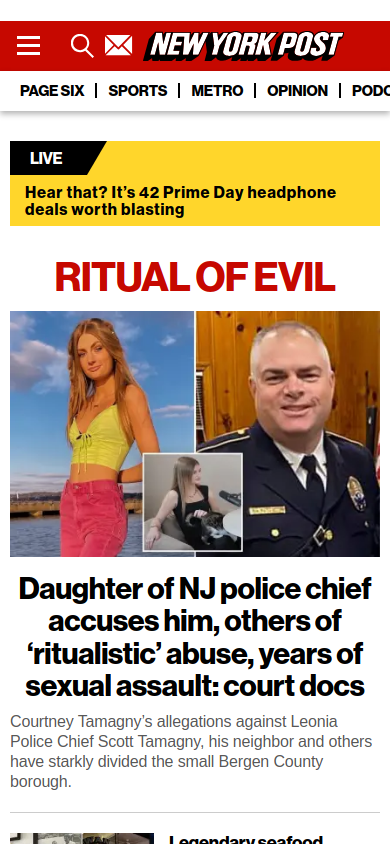 NEW YORK POST
PAGE SIX
SPORTS
METRO
OPINION
PODC
LIVE
Hear that? It’s 42 Prime Day headphone
deals worth blasting
RITUAL OF EVIL
Daughter of NJ police chief
accuses him, others of
‘ritualistic’ abuse, years of
sexual assault: court docs
Courtney Tamagny’s allegations against Leonia
Police Chief Scott Tamagny, his neighbor and others
have starkly divided the small Bergen County
borough.
Legendary seafood